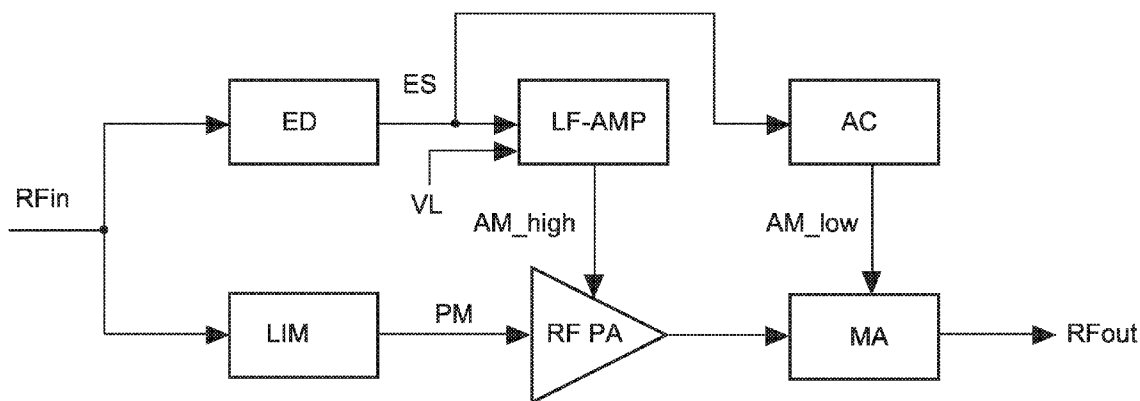 ES
ED
LF-AMP
AC
RFin
VL
AM_high
AM_low
PM
LIM
RF PA
MA
RFout